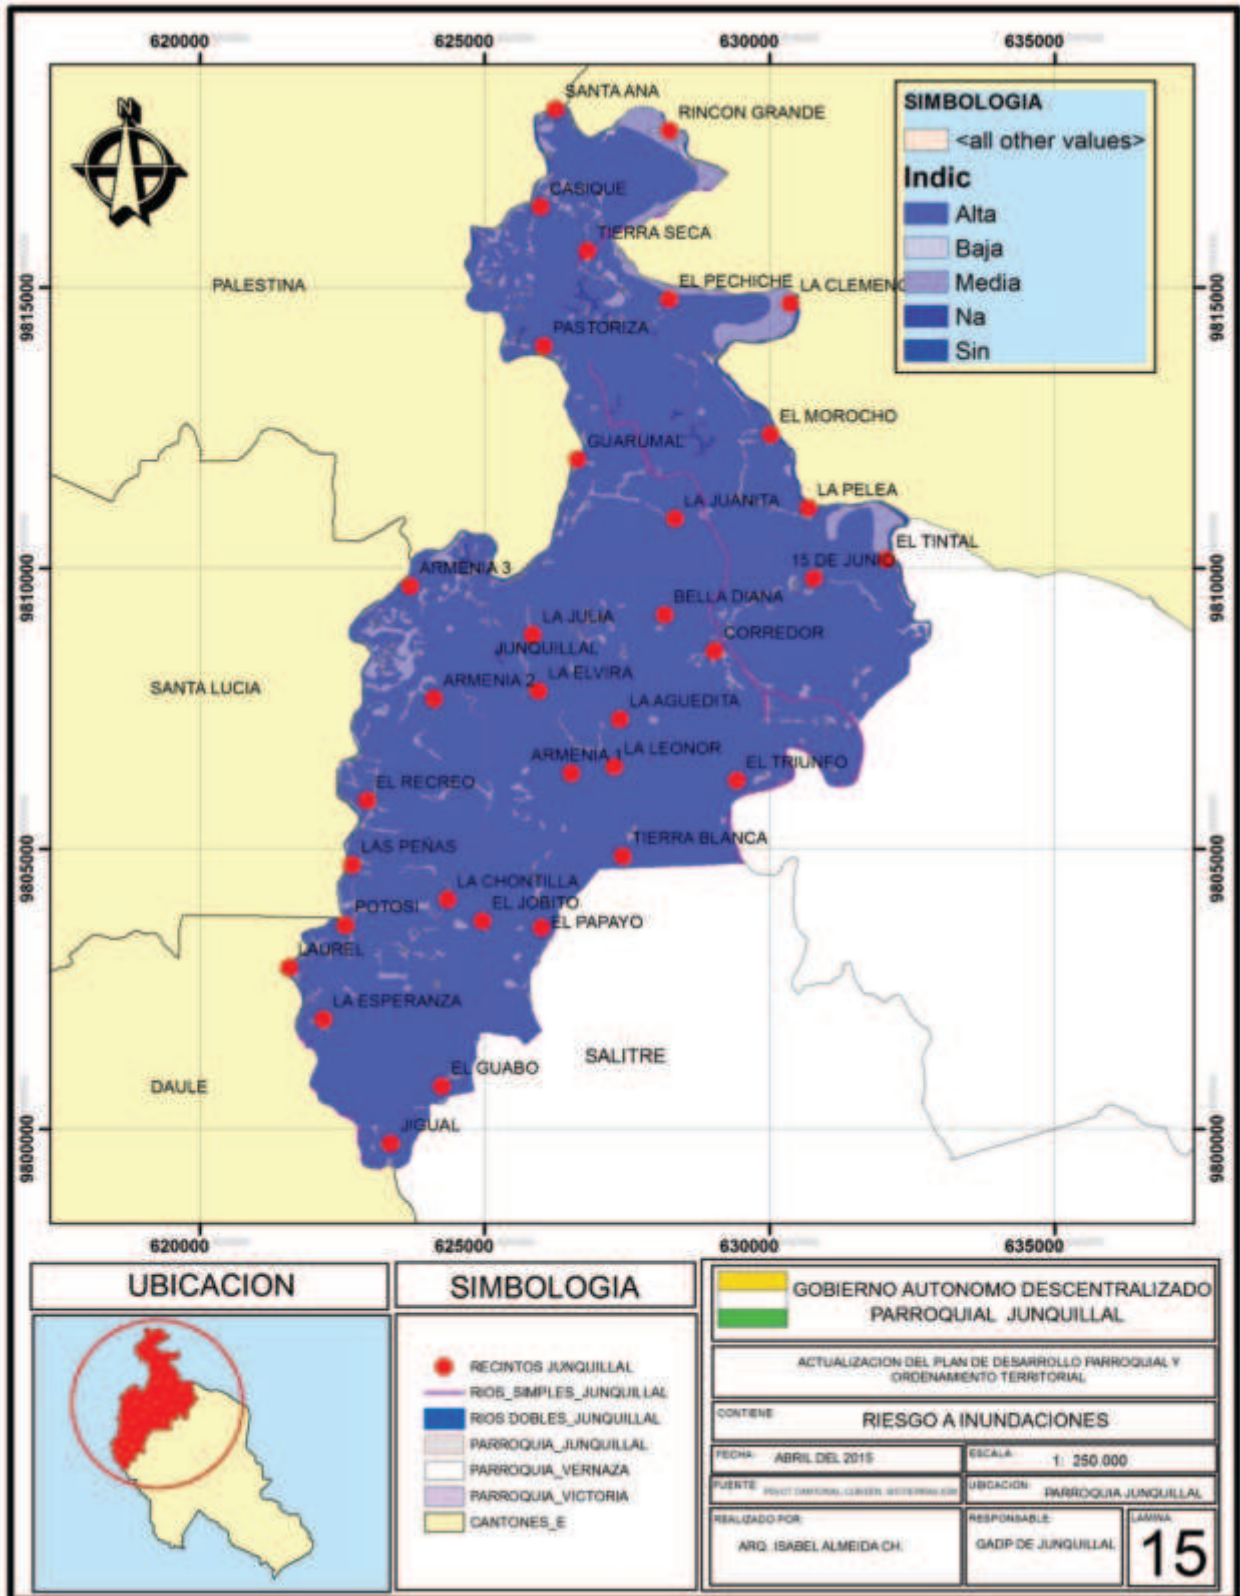 620000
625000
630000
635000
N
SANTA ANA
RINCON GRANDE
SIMBOLOGIA
<all other values>
Indic
Alta
Baja
Media
Na
Sin
CASIQUE
TIERRA SECA
PALESTINA
EL PECHICHE
LA CLEMENC
9815000
9815000
PASTORIZA
EL MOROCHO
GUARUMAL
LA PELEA
LA JUANITA
EL TINTAL
15 DE JUNIO
9810000
9810000
ARMENIA 3
BELLA DIANA
LA JULIA
CORREDOR
JUNQUILLAL
LA ELVIRA
ARMENIA 2
SANTA LUCIA
LA AGUEDITA
LA LEONOR
ARMENIA 1
EL TRIUNFO
EL RECREO
TIERRA BLANCA
LAS PEÑAS
9805000
9805000
LA CHONTILLA
EL JOBITO
POTOSI
EL PAPAYO
LAUREL
LA ESPERANZA
SALITRE
EL GUABO
DAULE
JIGUAL
9800000
9800000
620000
625000
630000
635000
UBICACION
SIMBOLOGIA
RECINTOS JUNQUILLAL
RIOS_SIMPLES_JUNQUILLAL
RIOS DOBLES_JUNQUILLAL
PARROQUIA_JUNQUILLAL
PARROQUIA_VERNAZA
PARROQUIA_VICTORIA
CANTONES_E
GOBIERNO AUTONOMO DESCENTRALIZADO
PARROQUIAL JUNQUILLAL
ACTUALIZACION DEL PLAN DE DESARROLLO PARROQUIAL Y
ORDENAMIENTO TERRITORIAL
CONTIENE: RIESGO A INUNDACIONES
FECHA: ABRIL DEL 2015
ESCALA: 1: 250.000
FUENTE:
UBICACION: PARROQUIA JUNQUILLAL
REALIZADO POR:
ARQ. ISABEL ALMEIDA CH.
RESPONSABLE:
GADP DE JUNQUILLAL
LAMINA:
15